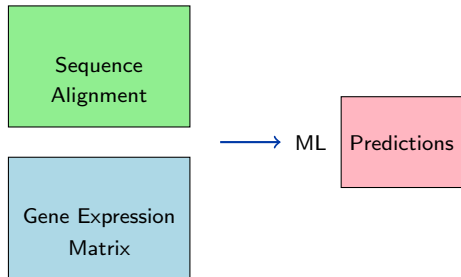 Sequence
Alignment
ML
Predictions
Gene Expression
Matrix